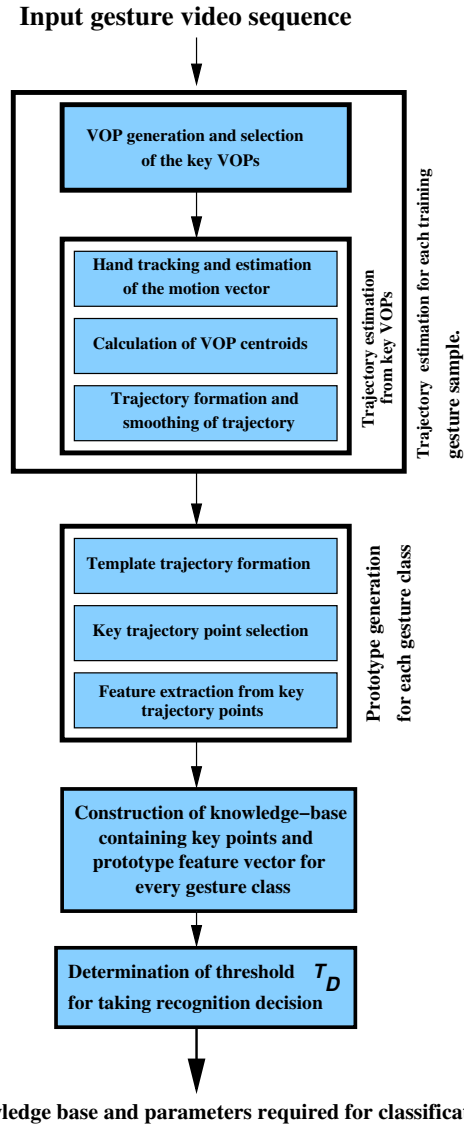 Input gesture video sequence
VOP generation and selection
of the key VOPs
Hand tracking and estimation
of the motion vector
Calculation of VOP centroids
Trajectory formation and
smoothing of trajectory
Trajectory estimation
from key VOPs
Trajectory estimation for each training
gesture sample.
Template trajectory formation
Key trajectory point selection
Feature extraction from key
trajectory points
Prototype generation
for each gesture class
Construction of knowledge−base
containing key points and
prototype feature vector for
every gesture class
Determination of threshold T_D
for taking recognition decision
base and parameters required for